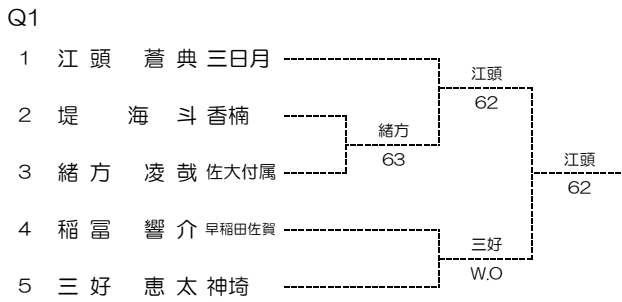 Q1
1 江頭 蒼典 三日月
江頭
62
2 堤 海斗 香楠
緒方
63
江頭
62
3 緒方 凌哉 佐大付属
4 稲冨 響介 早稲田佐賀
三好
W.O
5 三好 恵太 神埼